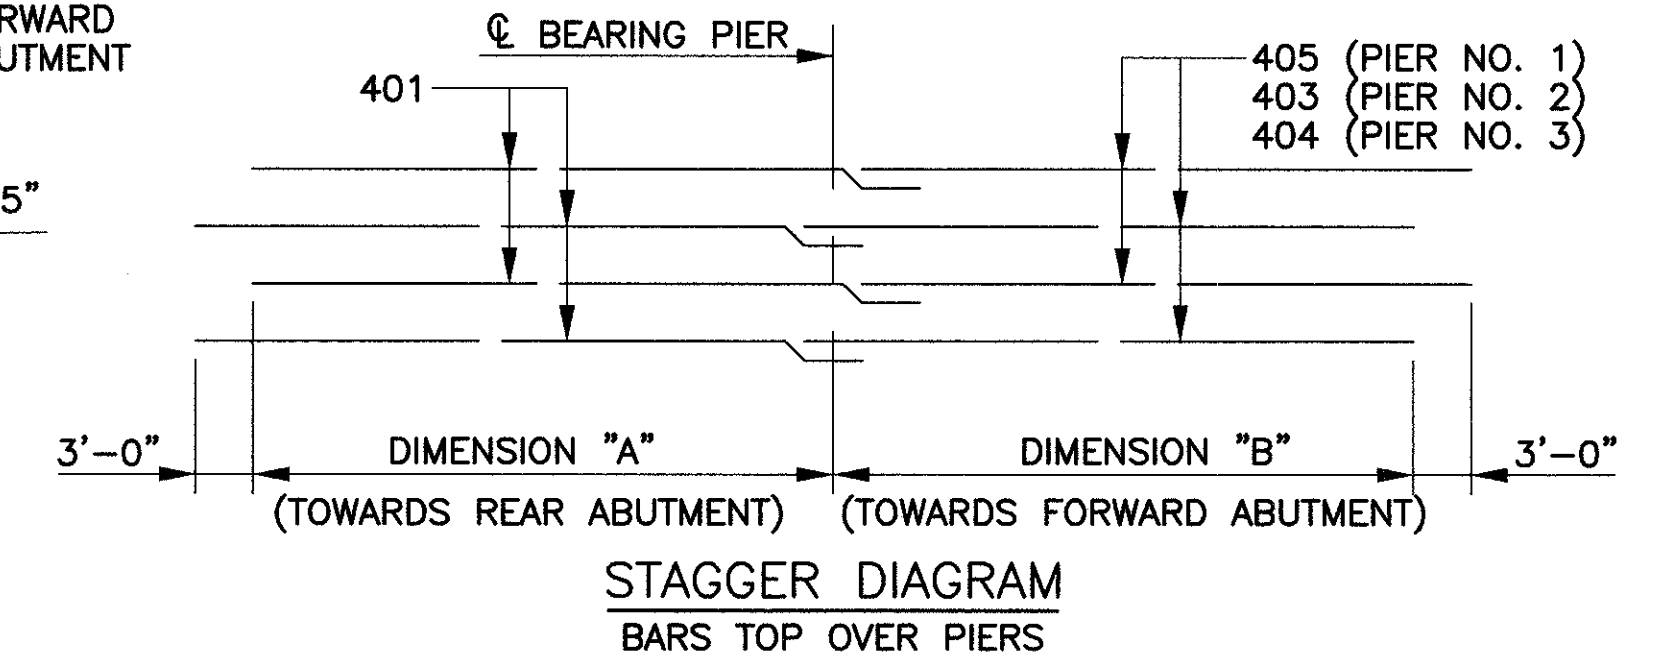 RWARD
UTMENT
℄ BEARING PIER
401
405 (PIER NO. 1)
403 (PIER NO. 2)
404 (PIER NO. 3)
5”
3’-0”
DIMENSION ”A”
DIMENSION ”B”
3’-0”
(TOWARDS REAR ABUTMENT)
(TOWARDS FORWARD ABUTMENT)
STAGGER DIAGRAM
BARS TOP OVER PIERS